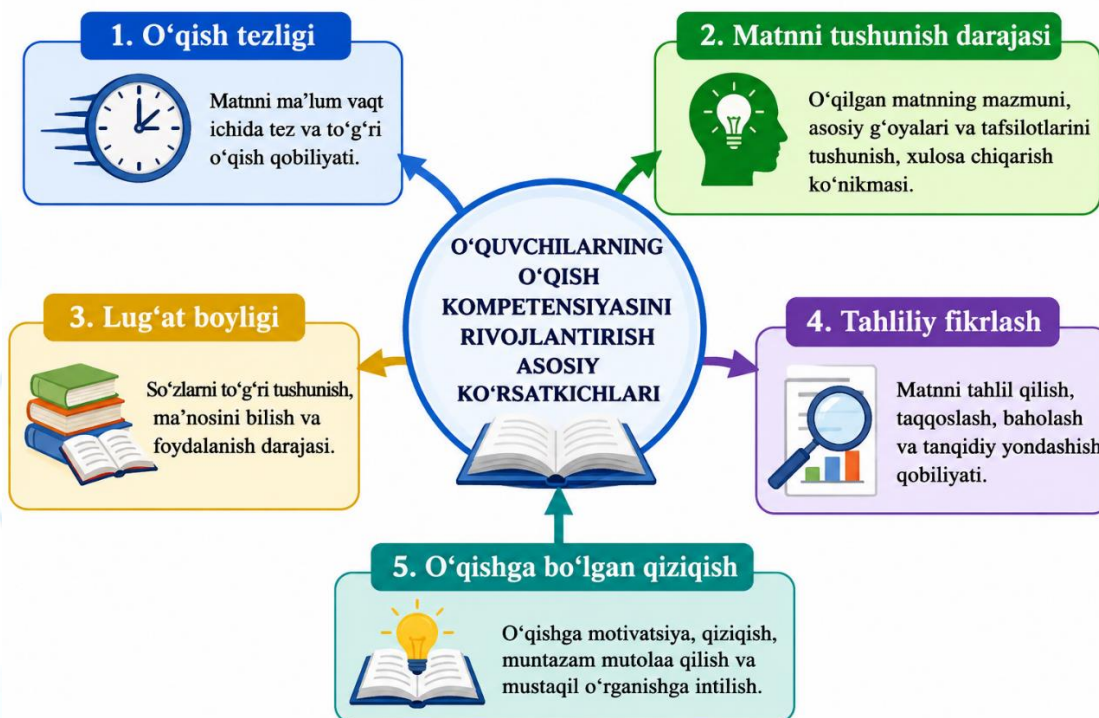 1. O‘qish tezligi
Matnni ma’lum vaqt
ichida tez va to‘g‘ri
o‘qish qobiliyati.
2. Matnni tushunish darajasi
O‘qilgan matnning mazmuni,
asosiy g‘oyalari va tafsilotlarini
tushunish, xulosa chiqarish
ko‘nikmasi.
O‘QUVCHILARNING
O‘QISH
KOMPETENSIYASINI
RIVOJLANTIRISH
ASOSIY
KO‘RSATKICHLARI
3. Lug‘at boyligi
So‘zlarni to‘g‘ri tushunish,
ma’nosini bilish va
foydalanish darajasi.
4. Tahliliy fikrlash
Matnni tahlil qilish,
taqqoslash, baholash
va tanqidiy yondashish
qobiliyati.
5. O‘qishga bo‘lgan qiziqish
O‘qishga motivatsiya, qiziqish,
muntazam mutolaa qilish va
mustaqil o‘rganishga intilish.